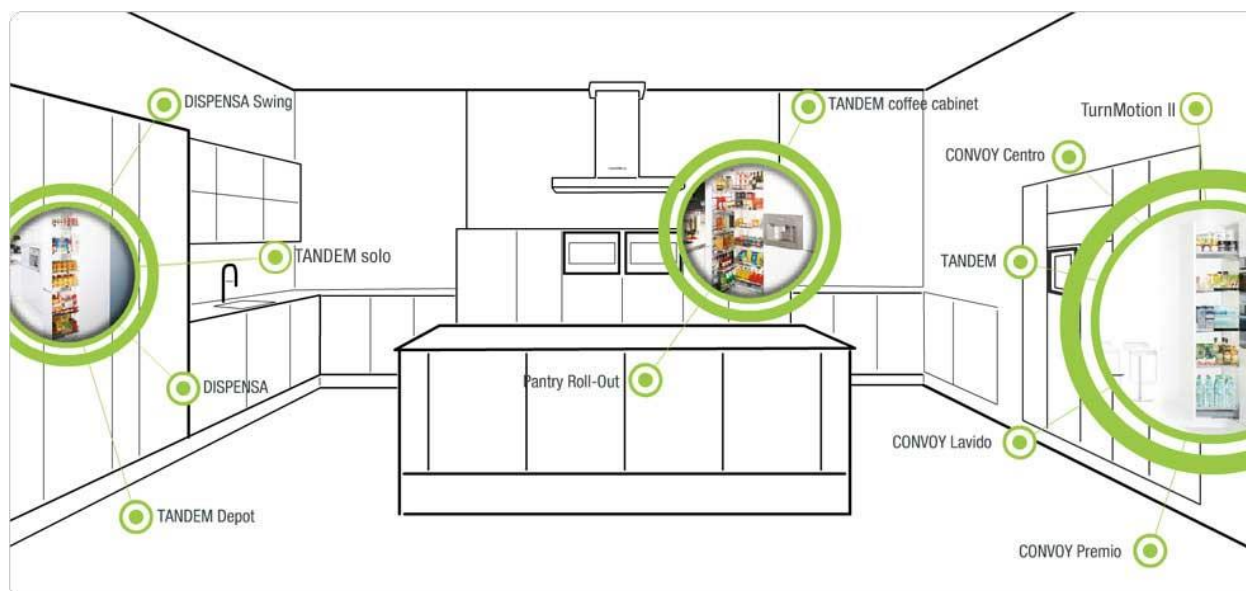 DISPENSA Swing
TANDEM solo
DISPENSA
TANDEM Depot
TANDEM coffee cabinet
Pantry Roll-Out
TurnMotion II
CONVOY Centro
TANDEM
CONVOY Lavido
CONVOY Premio